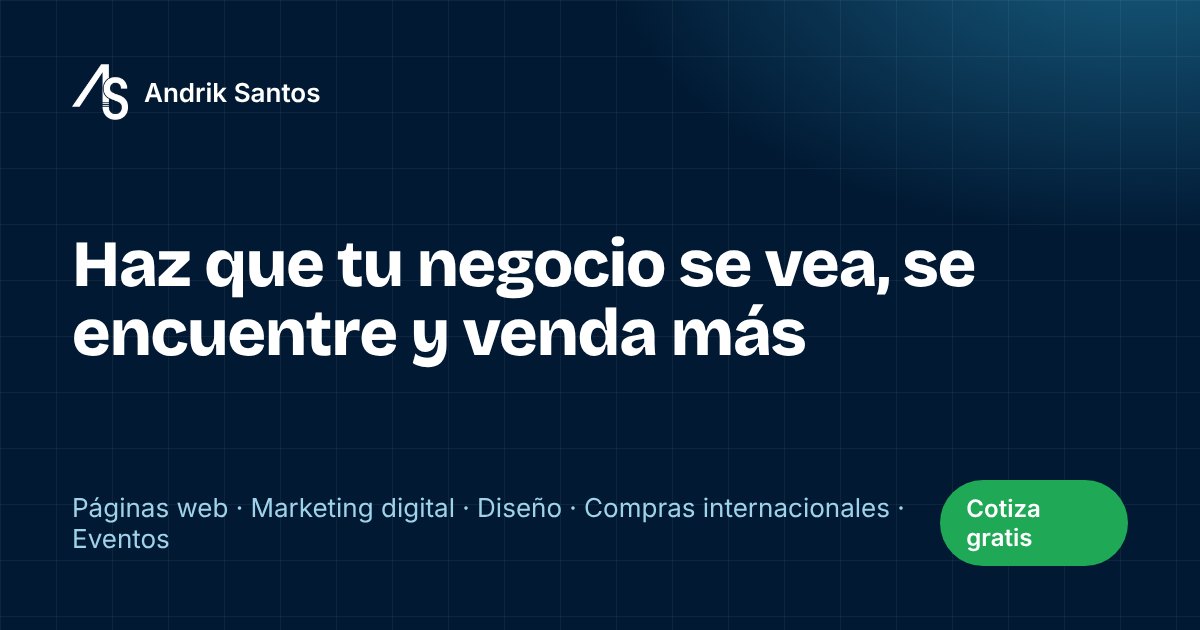 AS Andrik Santos
Haz que tu negocio se vea, se
encuentre y venda más
Páginas web · Marketing digital · Diseño · Compras internacionales ·
Eventos
Cotiza
gratis